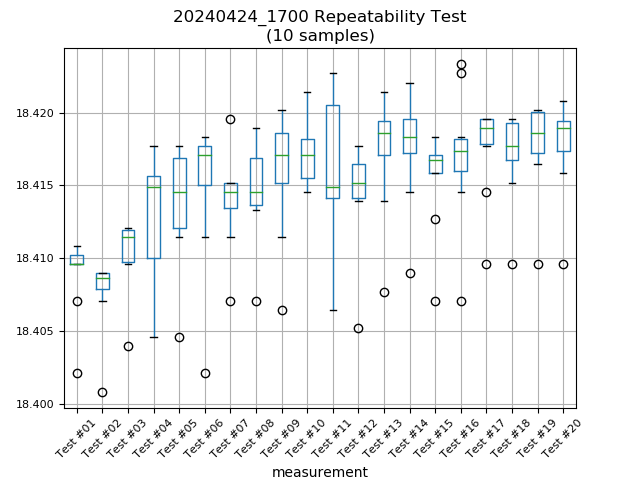 20240424_1700 Repeatability Test
(10 samples)
18.420
18.415
18.410
18.405
18.400
Test #01
Test #02
Test #03
Test #04
Test #05
Test #06
Test #07
Test #08
Test #09
Test #10
Test #11
Test #12
Test #13
Test #14
Test #15
Test #16
Test #17
Test #18
Test #19
Test #20
measurement